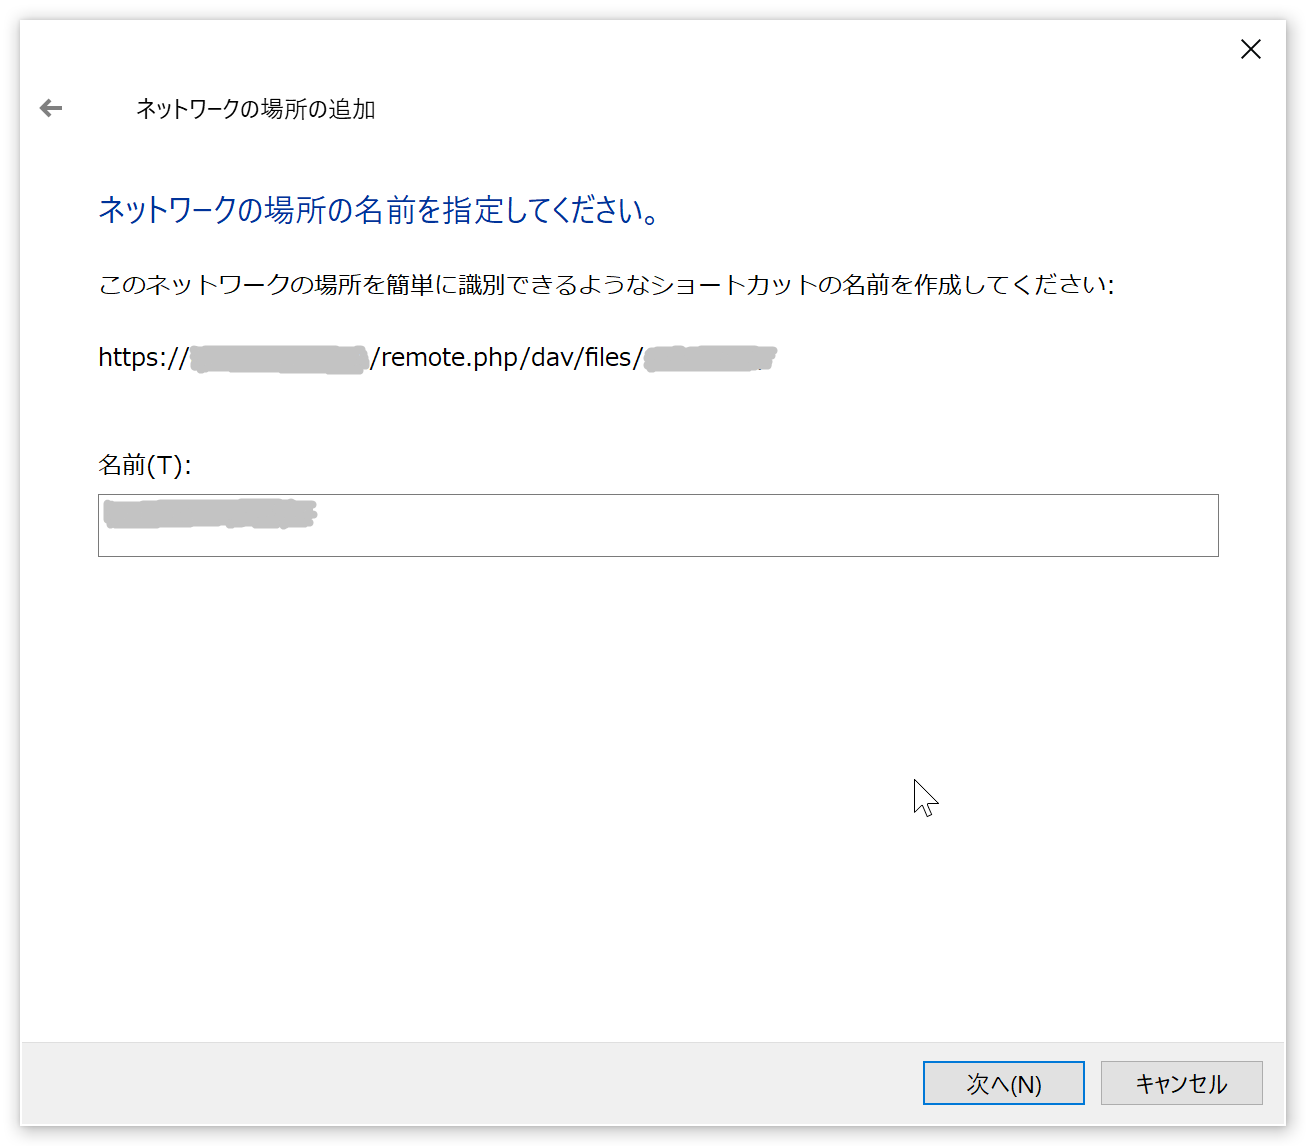 ネットワークの場所の追加
ネットワークの場所の名前を指定してください。
このネットワークの場所を簡単に識別できるようなショートカットの名前を作成してください:
https:// /remote.php/dav/files/
名前(T):
次へ(N)
キャンセル